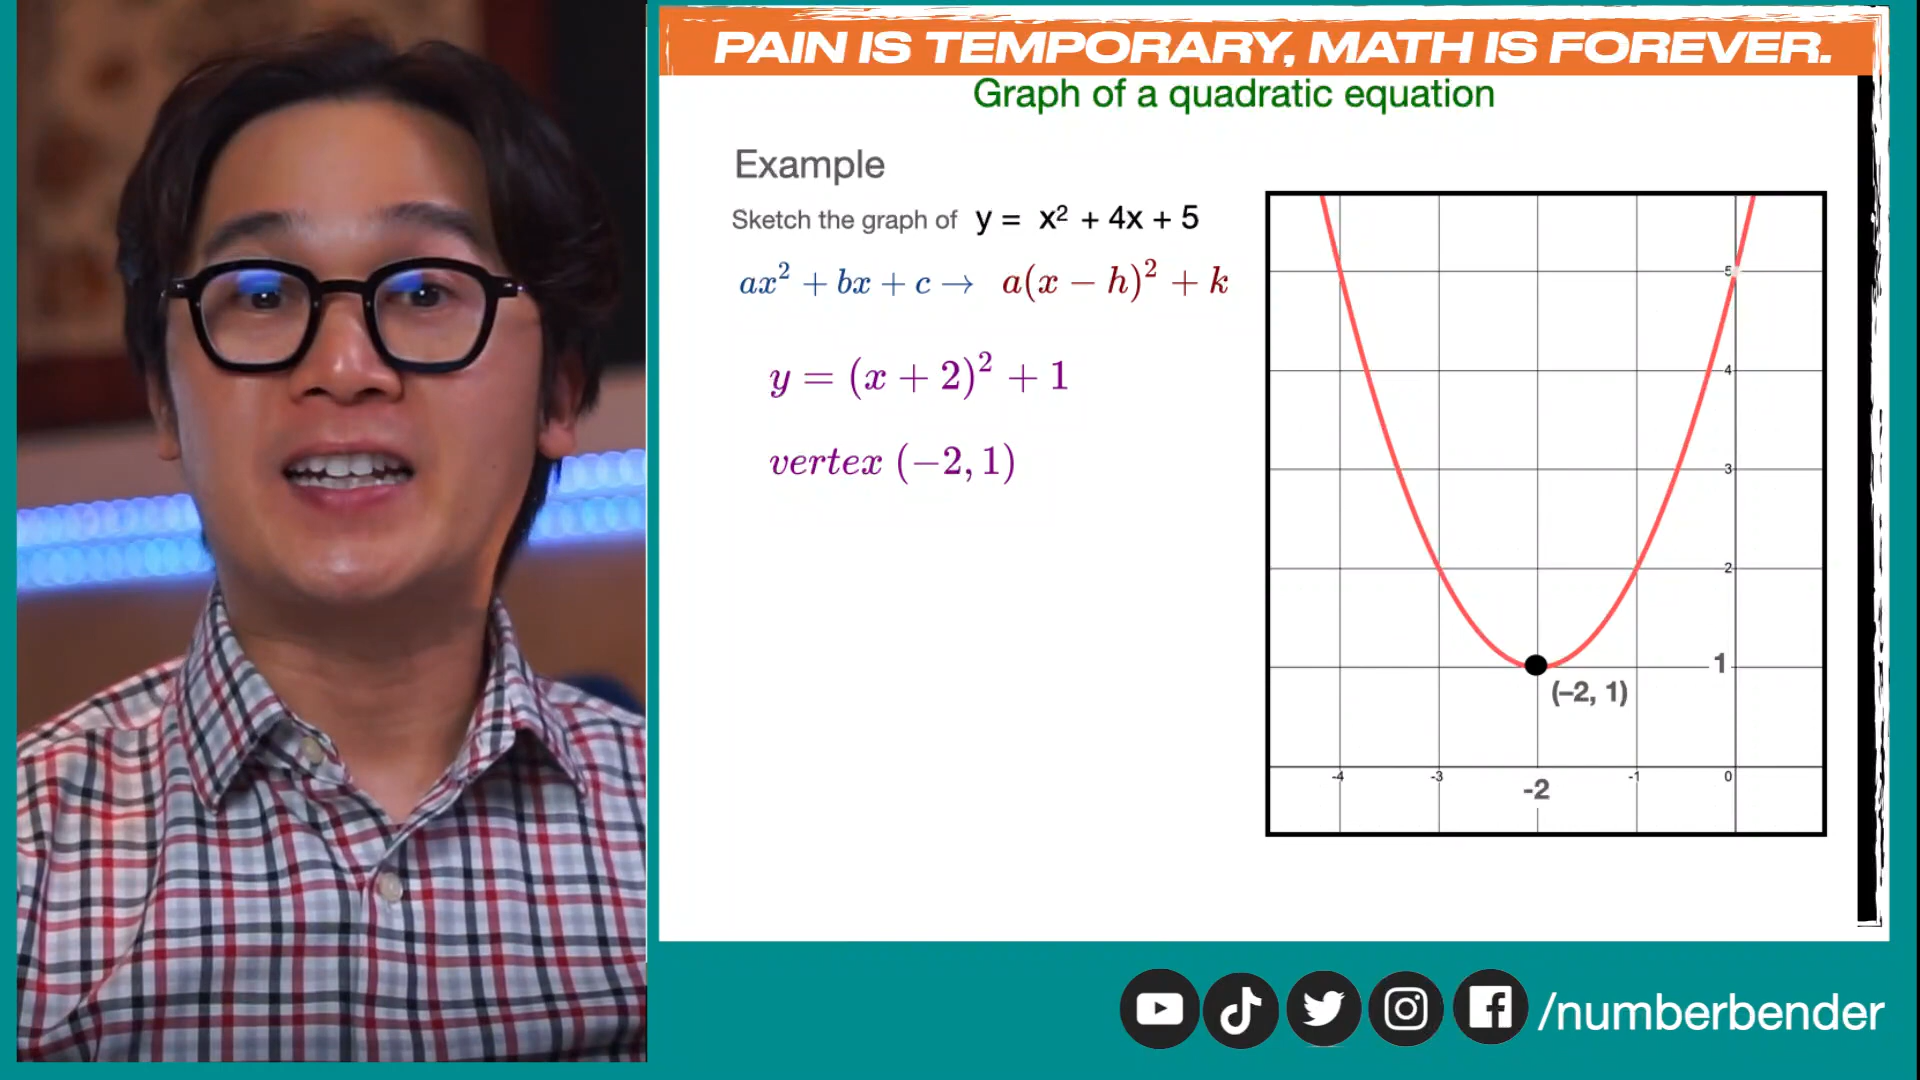 PAIN IS TEMPORARY, MATH IS FOREVER.
Graph of a quadratic equation
Example
Sketch the graph of y = x² + 4x + 5
ax² + bx + c → a(x − h)² + k
y = (x + 2)² + 1
vertex (−2, 1)
5
4
3
2
1
(–2, 1)
-4 -3 -2 -1 0
/numberbender